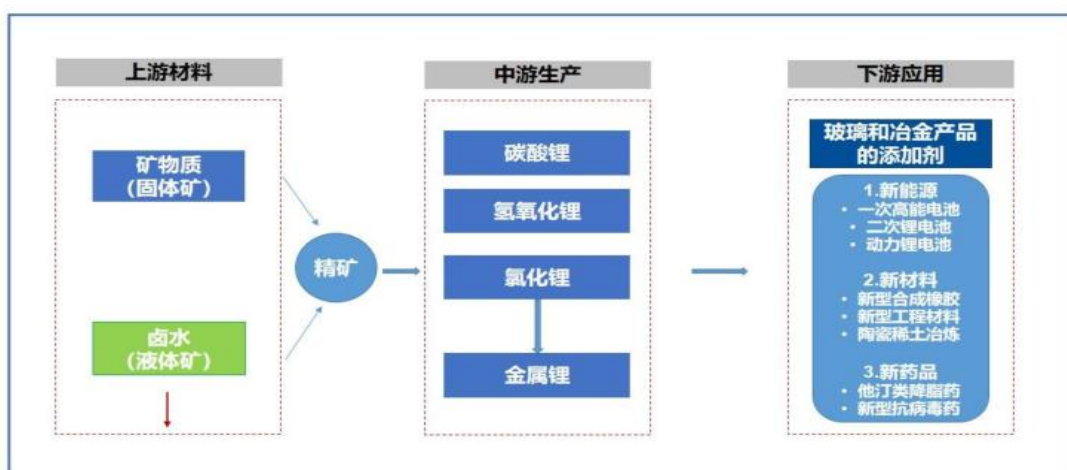 上游材料
矿物质
(固体矿)
卤水
(液体矿)
精矿
中游生产
碳酸锂
氢氧化锂
氯化锂
金属锂
下游应用
玻璃和冶金产品
的添加剂
1.新能源
• 一次高能电池
• 二次锂电池
• 动力锂电池
2.新材料
• 新型合成橡胶
• 新型工程材料
• 陶瓷稀土冶炼
3.新药品
• 他汀类降脂药
• 新型抗病毒药